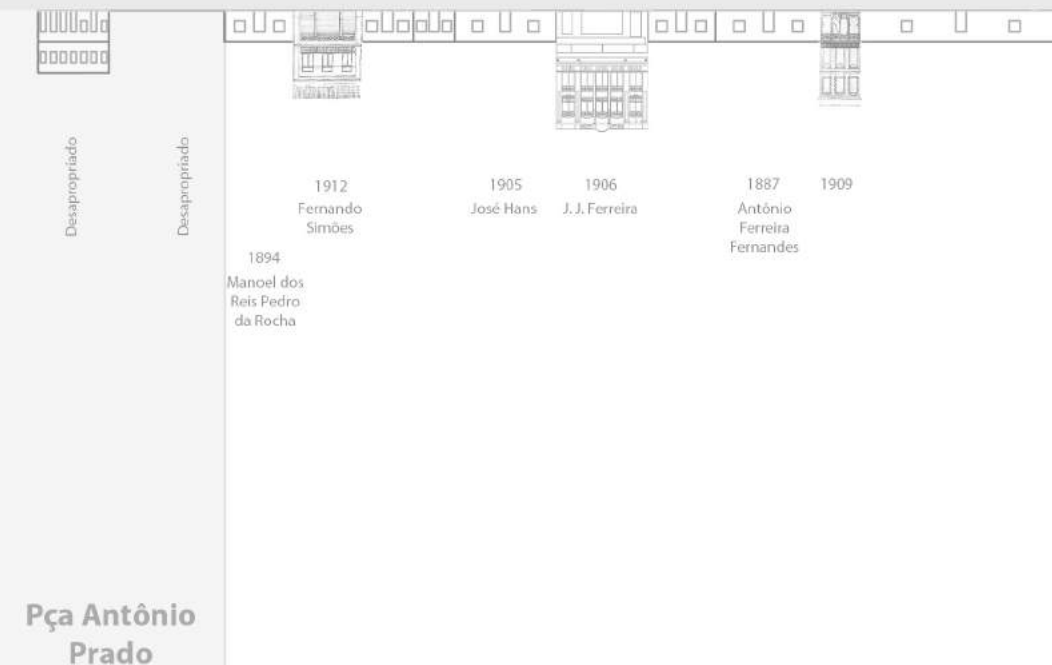 Desapropriado
Desapropriado
1912
Fernando
Simões
1894
Manoel dos
Reis Pedro
da Rocha
1905
José Hans
1906
J. J. Ferreira
1887
Antônio
Ferreira
Fernandes
1909
Pça Antônio
Prado